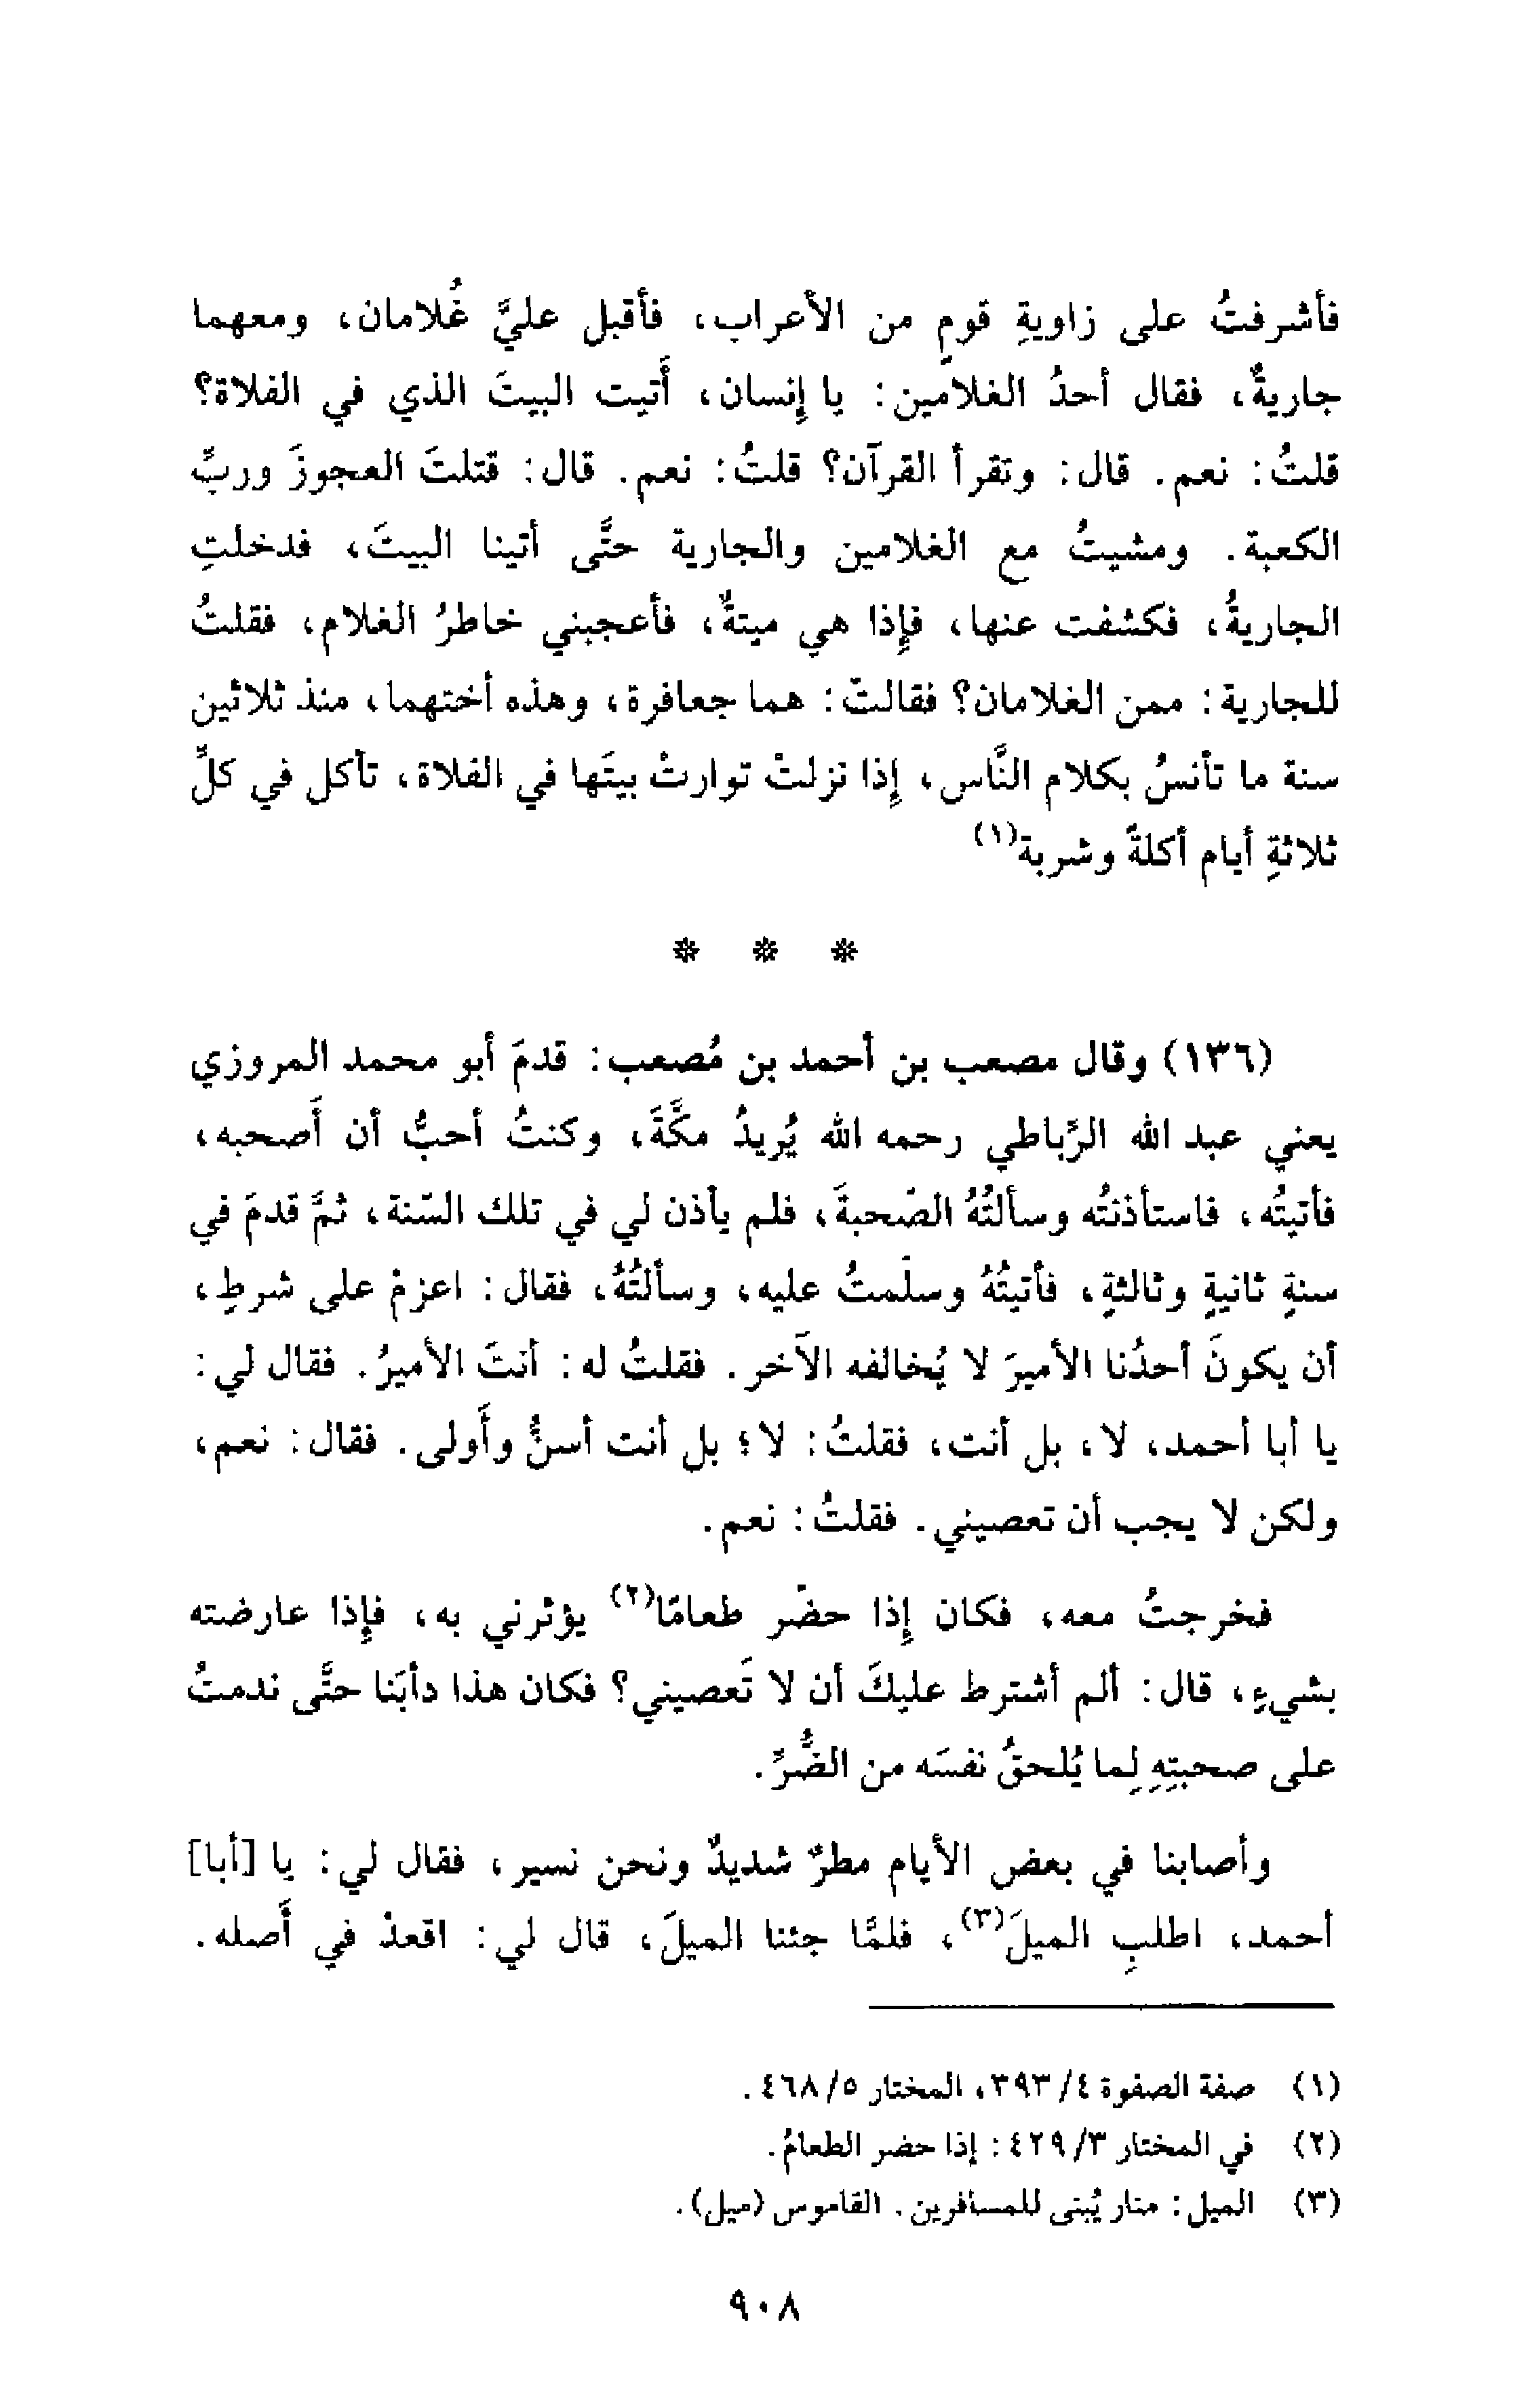 فأشرفتُ على زاويةِ قومٍ من الأعراب، فأقبل عليَّ غُلامان، ومعهما
جاريةٌ، فقال أحدُ الغلامين: يا إنسان، أَتيت البيتَ الذي في الفلاة؟
قلتُ: نعم. قال: وتقرأ القرآن؟ قلتُ: نعم. قال: قتلتَ العجوزَ وربِّ
الكعبة. ومشيتُ مع الغلامين والجارية حتَّى أتينا البيتَ، فدخلتِ
الجاريةُ، فكشفت عنها، فإذا هي ميتةٌ، فأعجبني خاطرُ الغلام، فقلتُ
للجارية: ممن الغلامان؟ فقالتْ: هما جعافرة، وهذه أختهما، منذ ثلاثين
سنة ما تأنسُ بكلام النَّاس، إذا نزلتْ توارتْ بيتَها في الفلاة، تأكل في كلِّ
ثلاثةِ أيام أكلةً وشربة(١)
* * *
(١٣٦) وقال مصعب بن أحمد بن مُصعب: قدمَ أبو محمد المروزي
يعني عبد الله الرِّباطي رحمه الله يُريدُ مكَّةَ، وكنتُ أحبُّ أن أَصحبه،
فأتيتُه، فاستأذنتُه وسألتُهُ الصّحبةَ، فلم يأذن لي في تلك السّنة، ثمَّ قدمَ في
سنةٍ ثانيةٍ وثالثةٍ، فأتيتُهُ وسلّمتُ عليه، وسألتُهُ، فقال: اعزمْ على شرطٍ،
أن يكونَ أحدُنا الأميرَ لا يُخالفه الآخر. فقلتُ له: أنتَ الأميرُ. فقال لي:
يا أبا أحمد، لا، بل أنت، فقلتُ: لا؛ بل أنت أسنُّ وأَولى. فقال: نعم،
ولكن لا يجب أن تعصيني. فقلتُ: نعم.
فخرجتُ معه، فكان إذا حضر طعامًا(٢) يؤثرني به، فإذا عارضته
بشيءٍ، قال: ألم أشترط عليكَ أن لا تَعصيني؟ فكان هذا دأبَنا حتَّى ندمتُ
على صحبتِهِ لِما يُلحقُ نفسَه من الضُّرِّ.
وأصابنا في بعض الأيام مطرٌ شديدٌ ونحن نسير، فقال لي: يا [أبا]
أحمد، اطلبِ الميلَ(٣)، فلمَّا جئنا الميلَ، قال لي: اقعدْ في أَصله.
(١) صفة الصفوة ٤/ ٣٩٣، المختار ٥/ ٤٦٨.
(٢) في المختار ٣/ ٤٢٩: إذا حضر الطعامُ.
(٣) الميل: منار يُبنى للمسافرين. القاموس (ميل).
٩٠٨